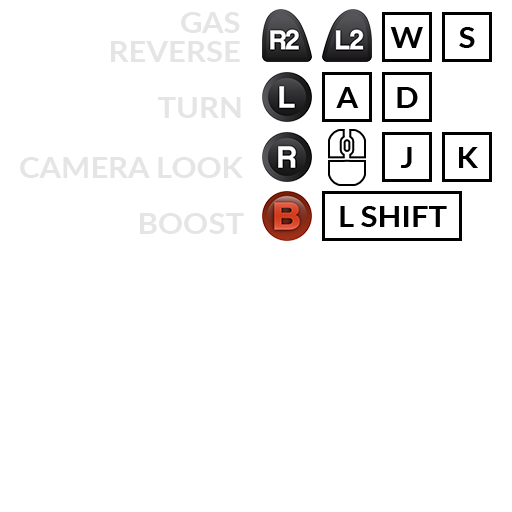 GAS
REVERSE R2 L2 W S
TURN L A D
CAMERA LOOK R J K
BOOST B L SHIFT